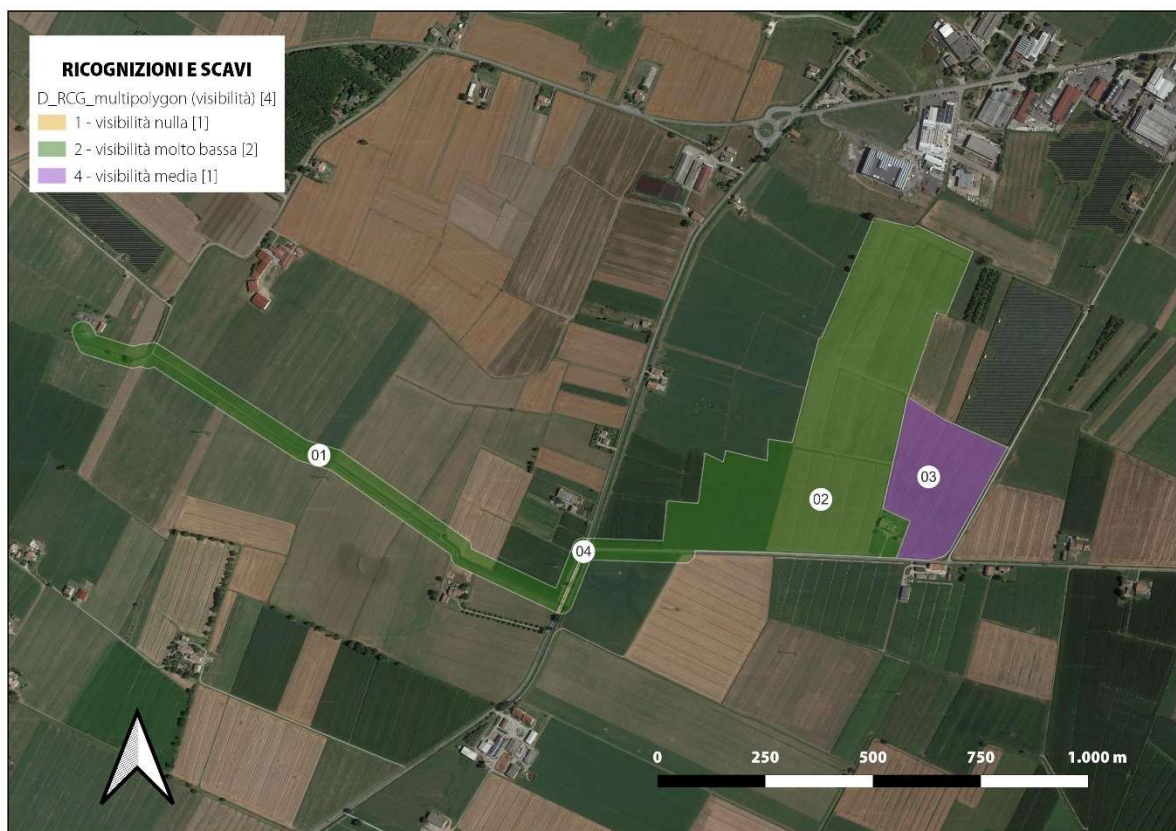 RICOGNIZIONI E SCAVI
D_RCG_multipolygon (visibilità) [4]
1 - visibilità nulla [1]
2 - visibilità molto bassa [2]
4 - visibilità media [1]
01
04
02
03
0 250 500 750 1.000 m